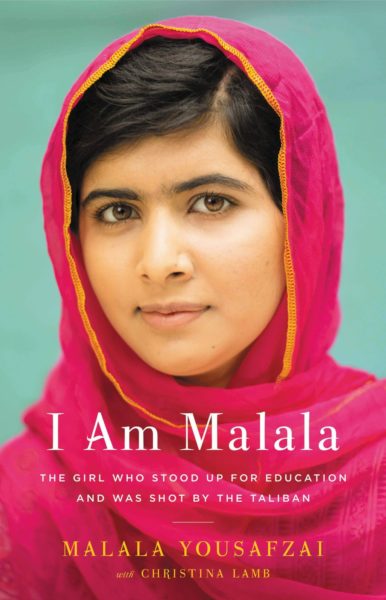 I Am Malala
THE GIRL WHO STOOD UP FOR EDUCATION
AND WAS SHOT BY THE TALIBAN
MALALA YOUSAFZAI
with CHRISTINA LAMB